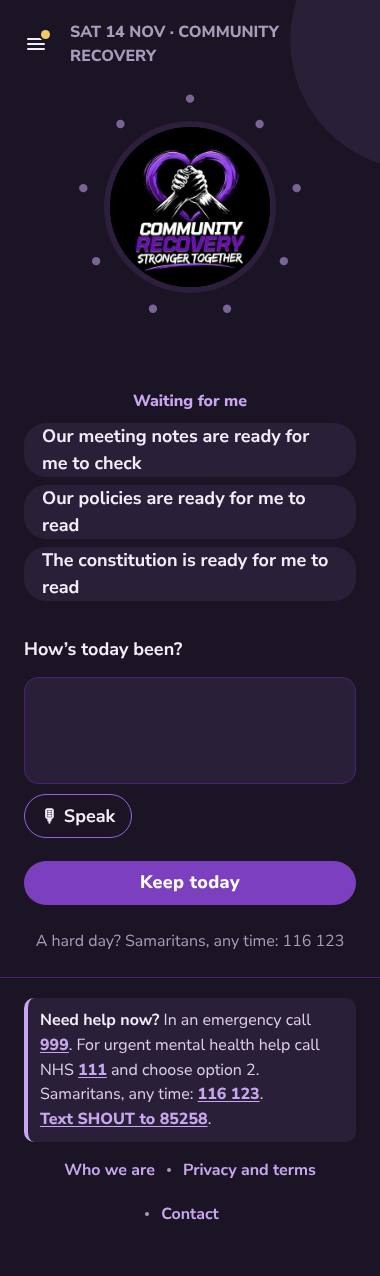 SAT 14 NOV · COMMUNITY
RECOVERY
COMMUNITY
RECOVERY
STRONGER TOGETHER
Waiting for me
Our meeting notes are ready for
me to check
Our policies are ready for me to
read
The constitution is ready for me to
read
How’s today been?
🎙 Speak
Keep today
A hard day? Samaritans, any time: 116 123
Need help now? In an emergency call
999. For urgent mental health help call
NHS 111 and choose option 2.
Samaritans, any time: 116 123.
Text SHOUT to 85258.
Who we are • Privacy and terms
• Contact